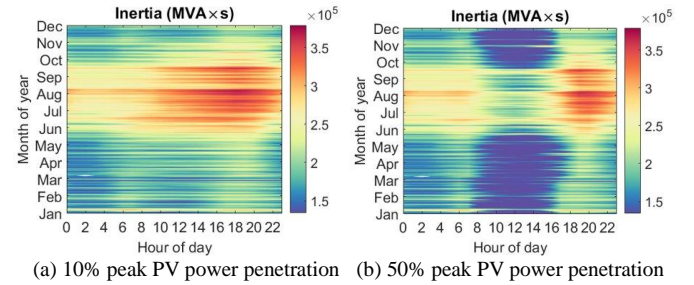 Inertia (MVA×s)
×10⁵
Dec
Nov
Oct
Sep
Aug
Jul
Jun
May
Apr
Mar
Feb
Jan
Month of year
0 2 4 6 8 10 12 14 16 18 20 22
Hour of day
3.5
3
2.5
2
1.5
(a) 10% peak PV power penetration
Inertia (MVA×s)
×10⁵
Dec
Nov
Oct
Sep
Aug
Jul
Jun
May
Apr
Mar
Feb
Jan
Month of year
0 2 4 6 8 10 12 14 16 18 20 22
Hour of day
3.5
3
2.5
2
1.5
(b) 50% peak PV power penetration